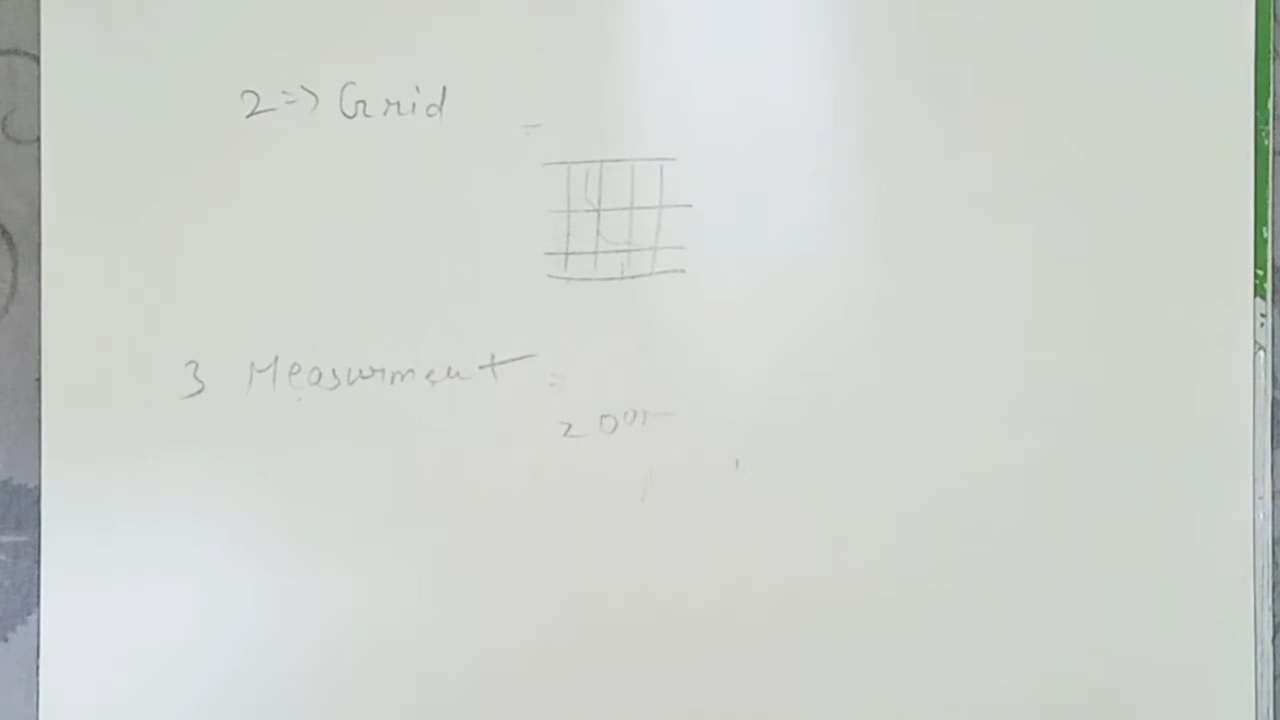 2=> Grid
3 Measurment =